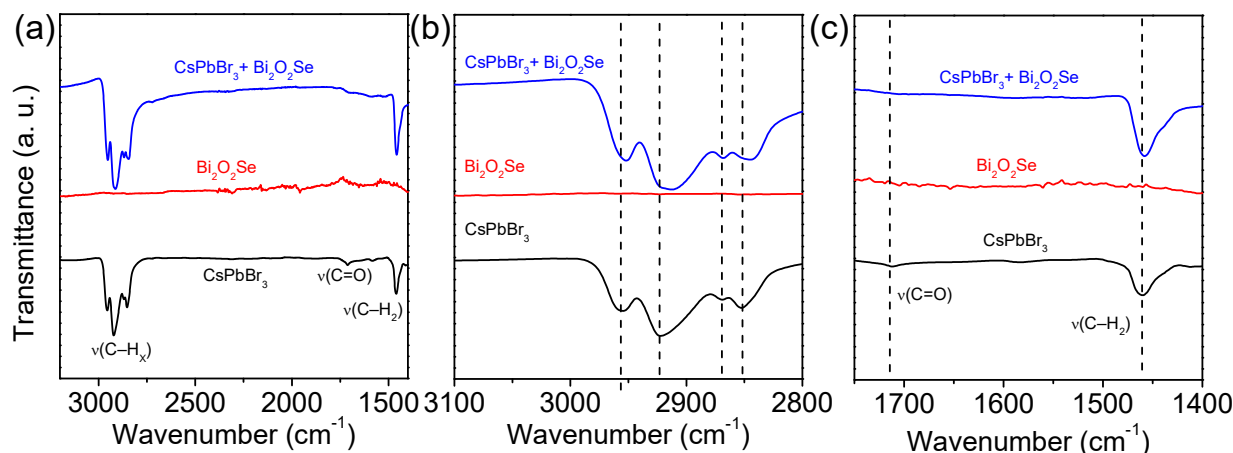 (a)
Transmittance (a. u.)
CsPbBr₃+ Bi₂O₂Se
Bi₂O₂Se
CsPbBr₃
ν(C=O)
ν(C–H₂)
ν(C–Hₓ)
3000 2500 2000 1500
Wavenumber (cm⁻¹)
(b)
CsPbBr₃+ Bi₂O₂Se
Bi₂O₂Se
CsPbBr₃
3100 3000 2900 2800
Wavenumber (cm⁻¹)
(c)
CsPbBr₃ + Bi₂O₂Se
Bi₂O₂Se
CsPbBr₃
ν(C=O)
ν(C–H₂)
1700 1600 1500 1400
Wavenumber (cm⁻¹)